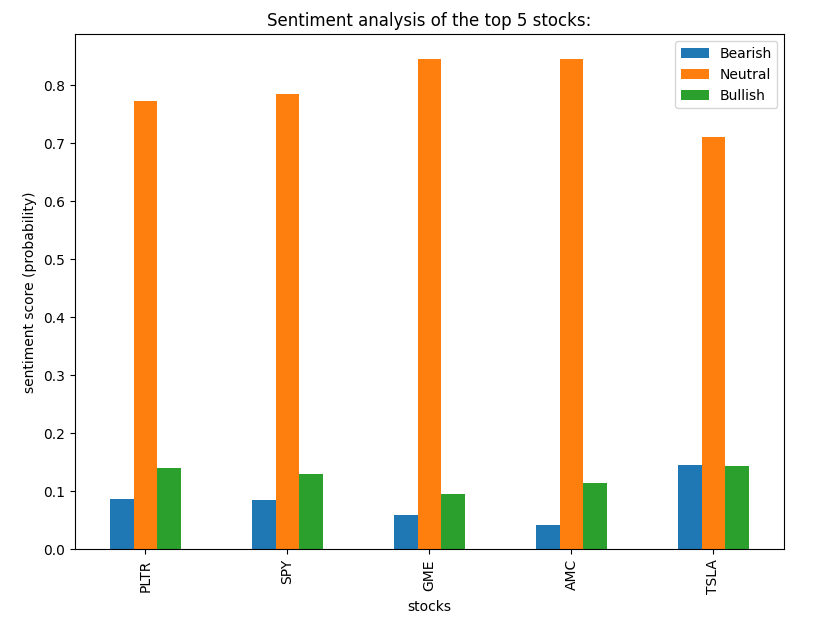 Sentiment analysis of the top 5 stocks:
Bearish
Neutral
Bullish
sentiment score (probability)
0.8
0.7
0.6
0.5
0.4
0.3
0.2
0.1
0.0
PLTR
SPY
GME
AMC
TSLA
stocks